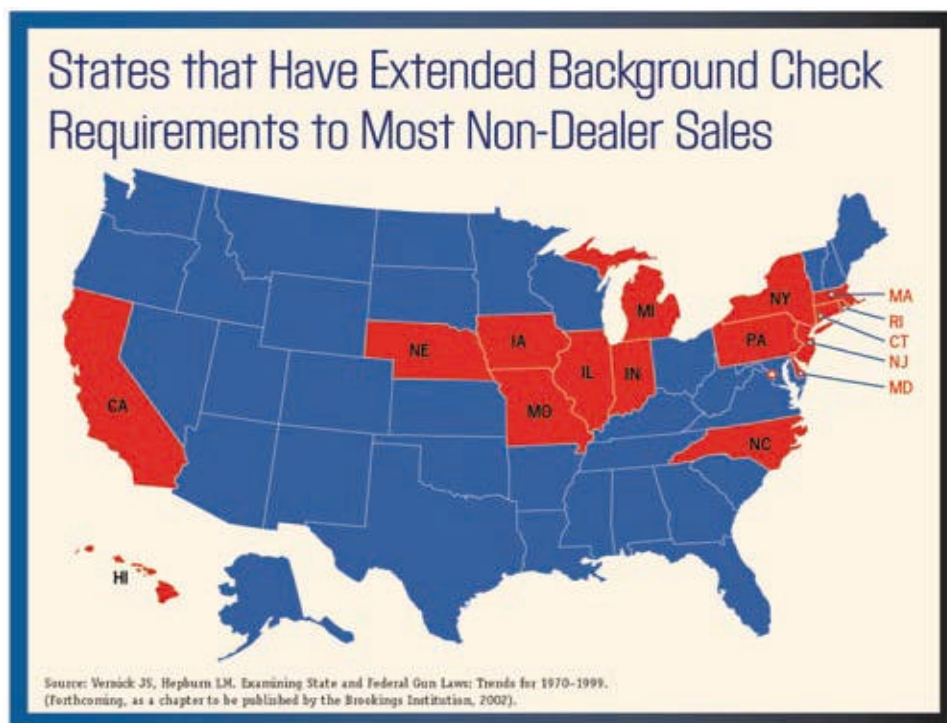 States that Have Extended Background Check
Requirements to Most Non-Dealer Sales
NY
MA
MI
RI
IA
PA
CT
NE
NJ
IL
IN
MD
CA
MO
NC
HI
Source: Vernick JS, Hepburn LM. Examining State and Federal Gun Laws: Trends for 1970–1999.
(Forthcoming, as a chapter to be published by the Brookings Institution, 2002).